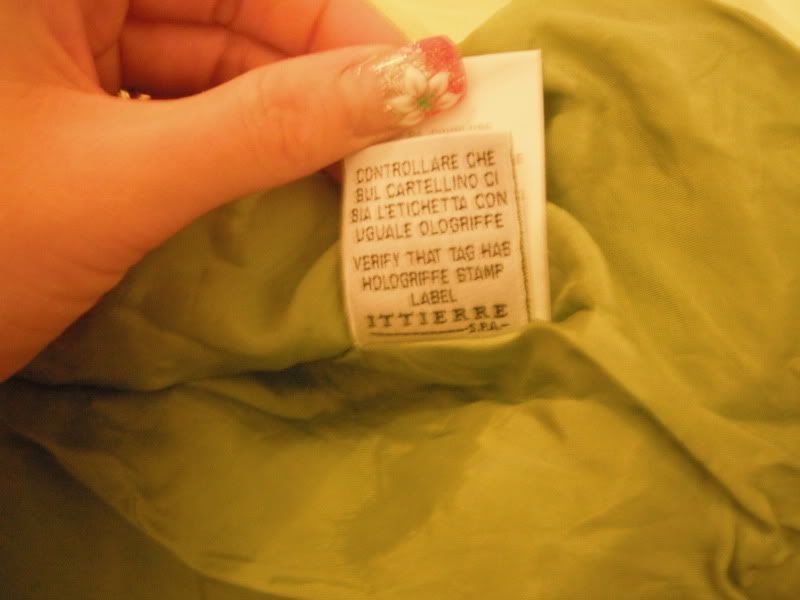 CONTROLLARE CHE
SUL CARTELLINO CI
SIA L'ETICHETTA CON
UGUALE OLOGRIFFE
VERIFY THAT TAG HAS
HOLOGRIFFE STAMP
LABEL
ITTIERRE
S.P.A.